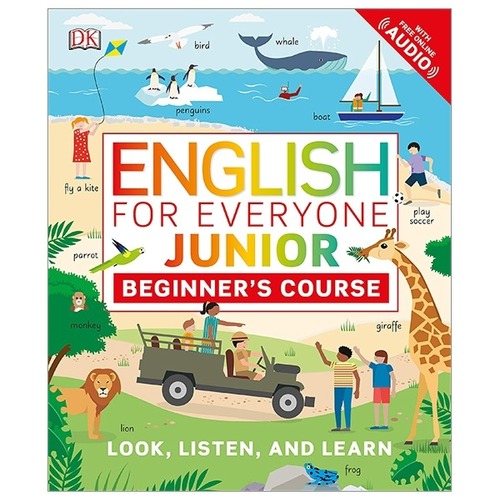 DK
WITH
FREE ONLINE
AUDIO
bird
whale
penguins
boat
fly a kite
ENGLISH
FOR EVERYONE
JUNIOR
BEGINNER'S COURSE
play
soccer
parrot
monkey
giraffe
lion
LOOK, LISTEN, AND LEARN
frog